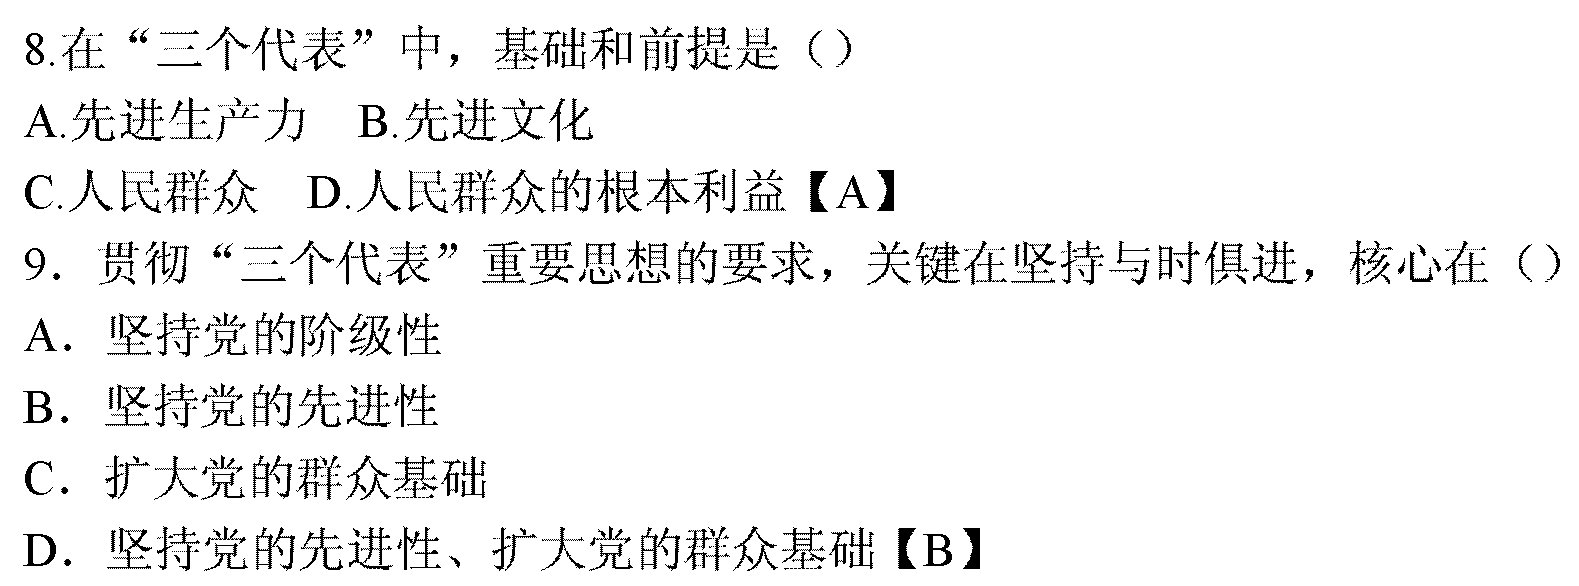 8.在“三个代表”中，基础和前提是（）
A.先进生产力 B.先进文化
C.人民群众 D.人民群众的根本利益【A】
9．贯彻“三个代表”重要思想的要求，关键在坚持与时俱进，核心在（）
A．坚持党的阶级性
B．坚持党的先进性
C．扩大党的群众基础
D．坚持党的先进性、扩大党的群众基础【B】